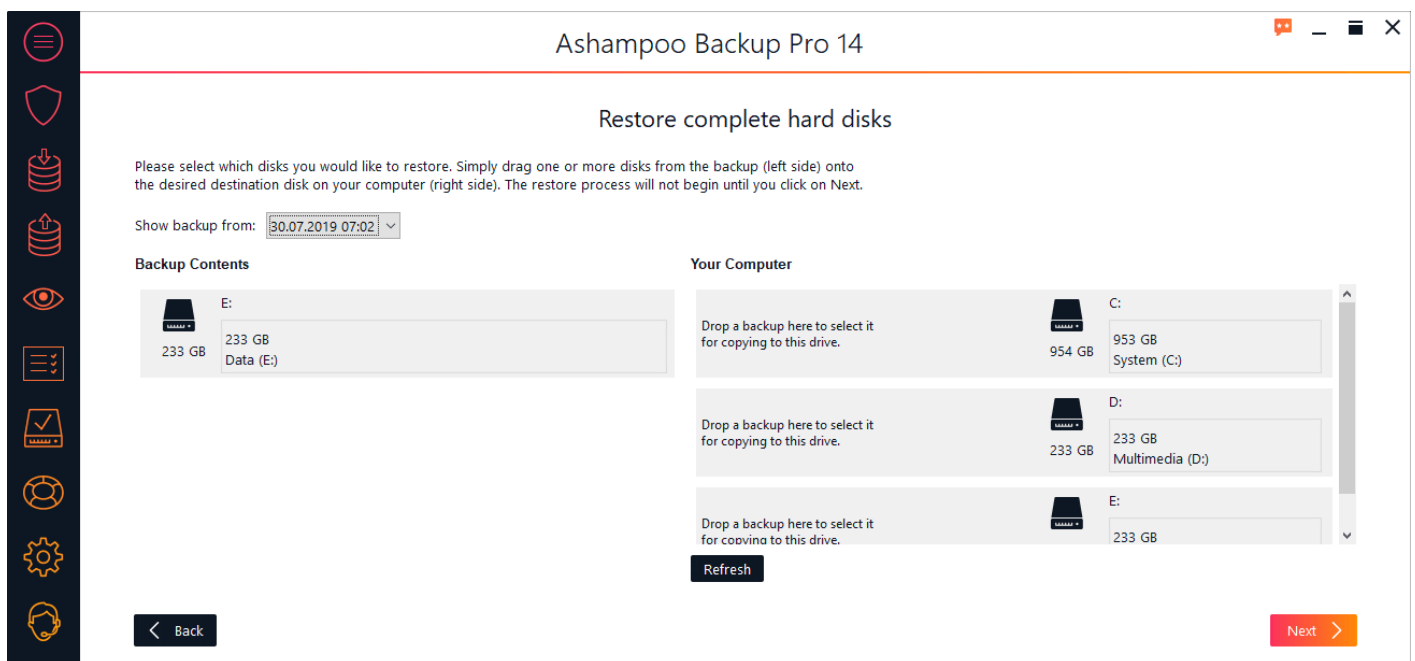 Ashampoo Backup Pro 14
Restore complete hard disks
Please select which disks you would like to restore. Simply drag one or more disks from the backup (left side) onto
the desired destination disk on your computer (right side). The restore process will not begin until you click on Next.
Show backup from: 30.07.2019 07:02
Backup Contents
E:
233 GB
233 GB
Data (E:)
Your Computer
Drop a backup here to select it
for copying to this drive.
954 GB
C:
953 GB
System (C:)
Drop a backup here to select it
for copying to this drive.
233 GB
D:
233 GB
Multimedia (D:)
Drop a backup here to select it
for copying to this drive.
E:
233 GB
Refresh
Back
Next